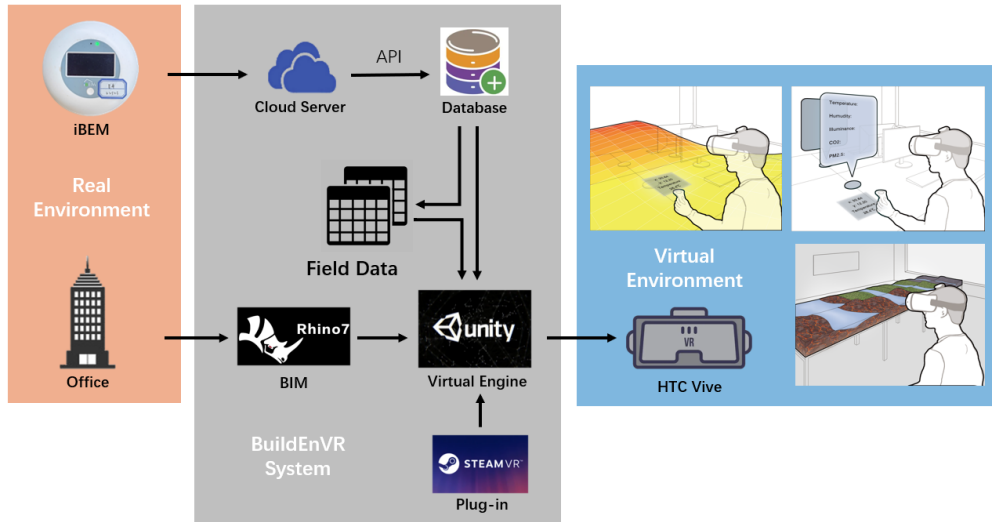 iBEM
Real
Environment
Office
Cloud Server
API
Database
Field Data
Rhino7
BIM
unity
Virtual Engine
BuildEnVR
System
STEAMVR™
Plug-in
Temperature:
Humidity:
Illuminance:
CO2:
PM2.5:
Virtual
Environment
VR
HTC Vive